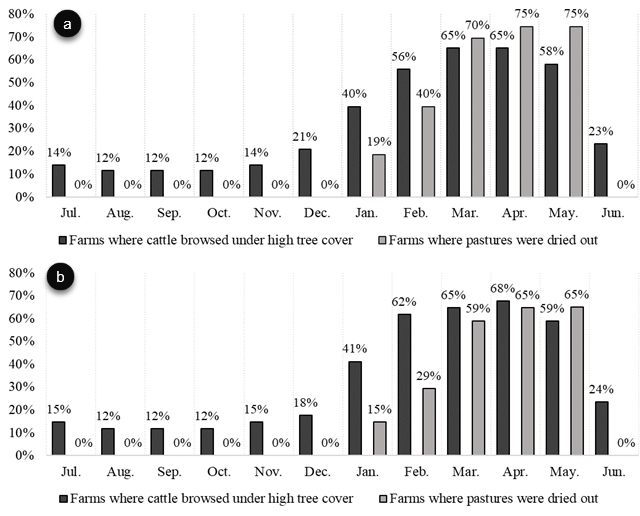 a
80%
70%
60%
50%
40%
30%
20%
10%
0%
14% 0% 12% 0% 12% 0% 12% 0% 14% 0% 21% 0% 40% 19% 56% 40% 65% 70% 65% 75% 58% 75% 23% 0%
Jul. Aug. Sep. Oct. Nov. Dec. Jan. Feb. Mar. Apr. May. Jun.
Farms where cattle browsed under high tree cover Farms where pastures were dried out
b
80%
70%
60%
50%
40%
30%
20%
10%
0%
15% 0% 12% 0% 12% 0% 12% 0% 15% 0% 18% 0% 41% 15% 62% 29% 65% 59% 68% 65% 59% 65% 24% 0%
Jul. Aug. Sep. Oct. Nov. Dec. Jan. Feb. Mar. Apr. May. Jun.
Farms where cattle browsed under high tree cover Farms where pastures were dried out